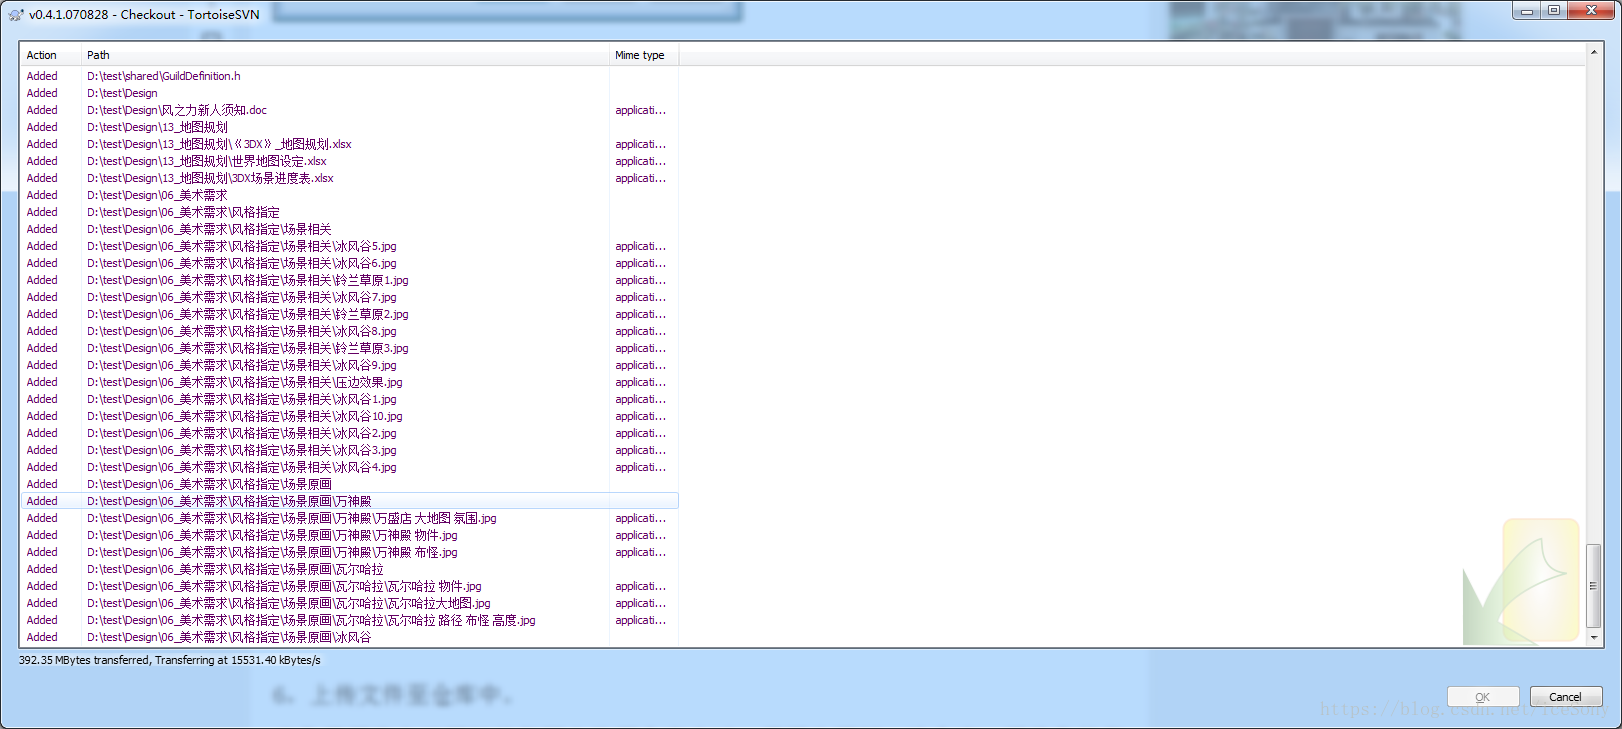 v0.4.1.070828 - Checkout - TortoiseSVN
Action Path Mime type
Added D:\test\shared\GuildDefinition.h
Added D:\test\Design
Added D:\test\Design\风之力新人须知.doc applicati...
Added D:\test\Design\13_地图规划
Added D:\test\Design\13_地图规划\《3DX》_地图规划.xlsx applicati...
Added D:\test\Design\13_地图规划\世界地图设定.xlsx applicati...
Added D:\test\Design\13_地图规划\3DX场景进度表.xlsx applicati...
Added D:\test\Design\06_美术需求
Added D:\test\Design\06_美术需求\风格指定
Added D:\test\Design\06_美术需求\风格指定\场景相关
Added D:\test\Design\06_美术需求\风格指定\场景相关\冰风谷5.jpg applicati...
Added D:\test\Design\06_美术需求\风格指定\场景相关\冰风谷6.jpg applicati...
Added D:\test\Design\06_美术需求\风格指定\场景相关\铃兰草原1.jpg applicati...
Added D:\test\Design\06_美术需求\风格指定\场景相关\冰风谷7.jpg applicati...
Added D:\test\Design\06_美术需求\风格指定\场景相关\铃兰草原2.jpg applicati...
Added D:\test\Design\06_美术需求\风格指定\场景相关\冰风谷8.jpg applicati...
Added D:\test\Design\06_美术需求\风格指定\场景相关\铃兰草原3.jpg applicati...
Added D:\test\Design\06_美术需求\风格指定\场景相关\冰风谷9.jpg applicati...
Added D:\test\Design\06_美术需求\风格指定\场景相关\压边效果.jpg applicati...
Added D:\test\Design\06_美术需求\风格指定\场景相关\冰风谷1.jpg applicati...
Added D:\test\Design\06_美术需求\风格指定\场景相关\冰风谷10.jpg applicati...
Added D:\test\Design\06_美术需求\风格指定\场景相关\冰风谷2.jpg applicati...
Added D:\test\Design\06_美术需求\风格指定\场景相关\冰风谷3.jpg applicati...
Added D:\test\Design\06_美术需求\风格指定\场景相关\冰风谷4.jpg applicati...
Added D:\test\Design\06_美术需求\风格指定\场景原画
Added D:\test\Design\06_美术需求\风格指定\场景原画\万神殿
Added D:\test\Design\06_美术需求\风格指定\场景原画\万神殿\万盛店 大地图 氛围.jpg applicati...
Added D:\test\Design\06_美术需求\风格指定\场景原画\万神殿\万神殿 物件.jpg applicati...
Added D:\test\Design\06_美术需求\风格指定\场景原画\万神殿\万神殿 布怪.jpg applicati...
Added D:\test\Design\06_美术需求\风格指定\场景原画\瓦尔哈拉
Added D:\test\Design\06_美术需求\风格指定\场景原画\瓦尔哈拉\瓦尔哈拉 物件.jpg applicati...
Added D:\test\Design\06_美术需求\风格指定\场景原画\瓦尔哈拉\瓦尔哈拉大地图.jpg applicati...
Added D:\test\Design\06_美术需求\风格指定\场景原画\瓦尔哈拉\瓦尔哈拉 路径 布怪 高度.jpg applicati...
Added D:\test\Design\06_美术需求\风格指定\场景原画\冰风谷
392.35 MBytes transferred, Transferring at 15531.40 kBytes/s
6. 上传文件至仓库中.
OK Cancel